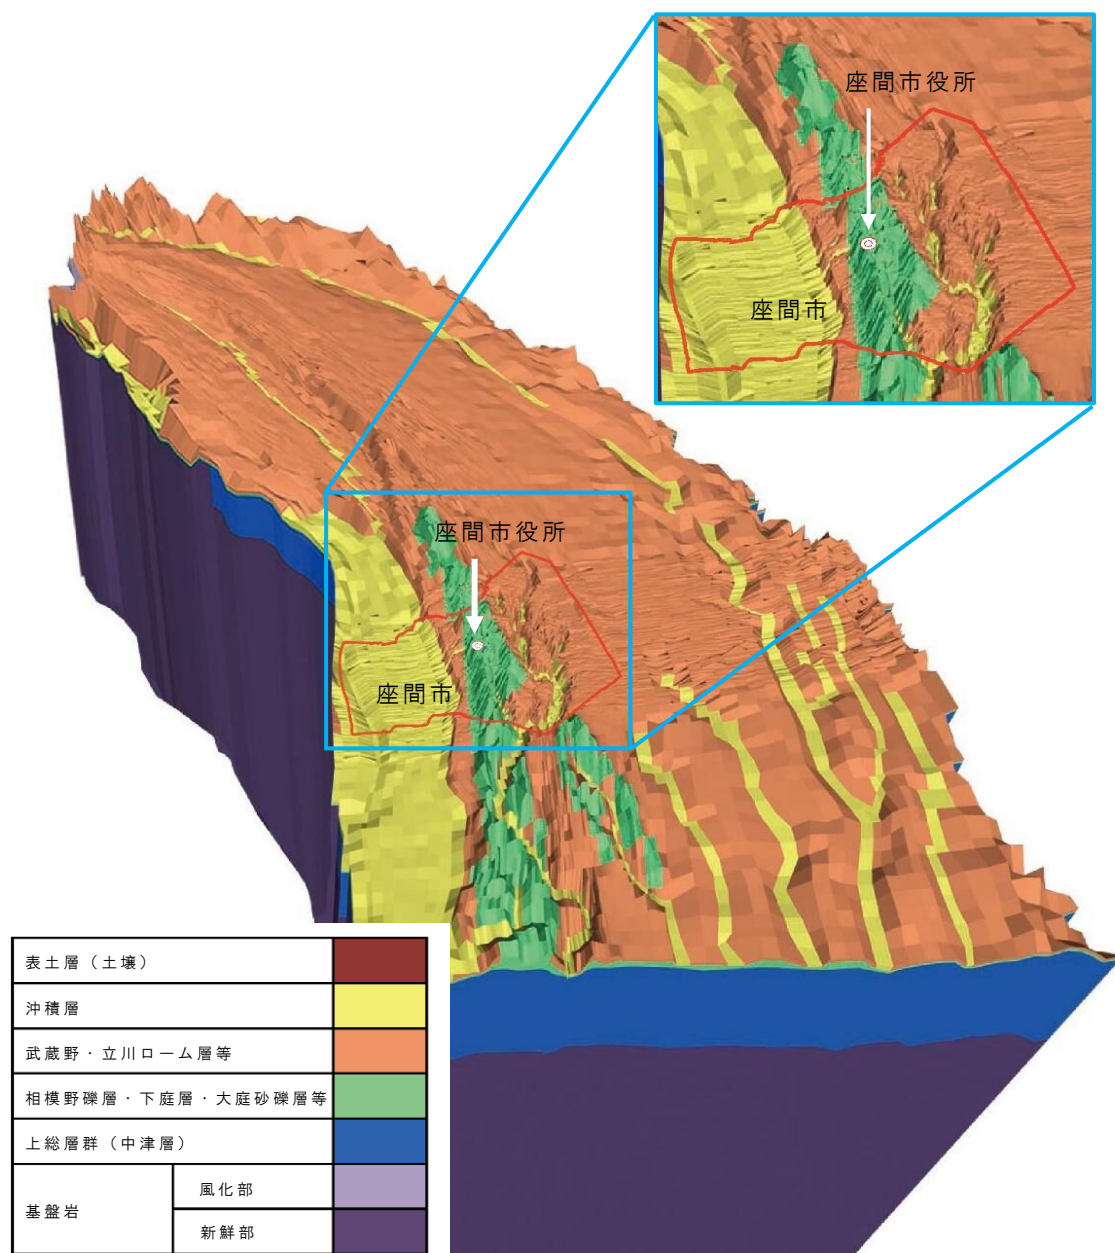 座間市役所
座間市
座間市役所
座間市
表土層（土壌）
沖積層
武蔵野・立川ローム層等
相模野礫層・下庭層・大庭砂礫層等
上総層群（中津層）
基盤岩
風化部
新鮮部